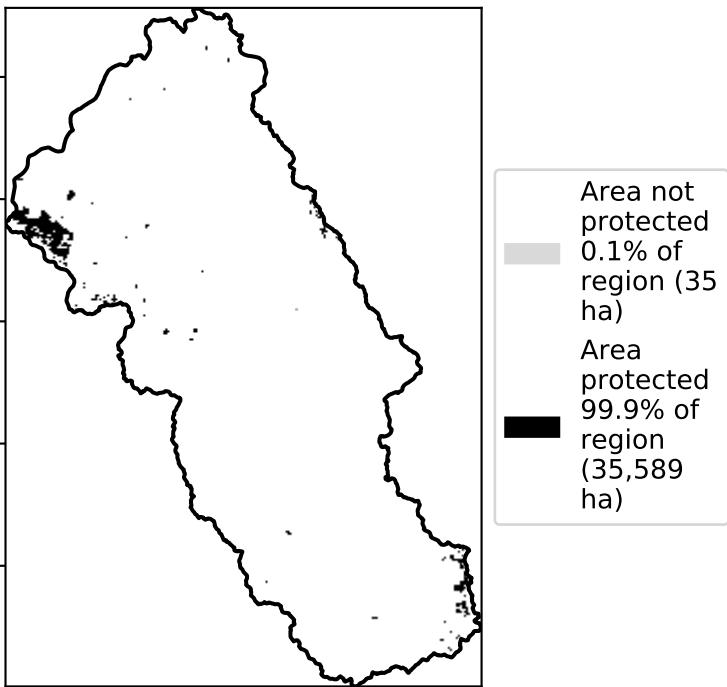 Area not
protected
0.1% of
region (35
ha)
Area
protected
99.9% of
region
(35,589
ha)